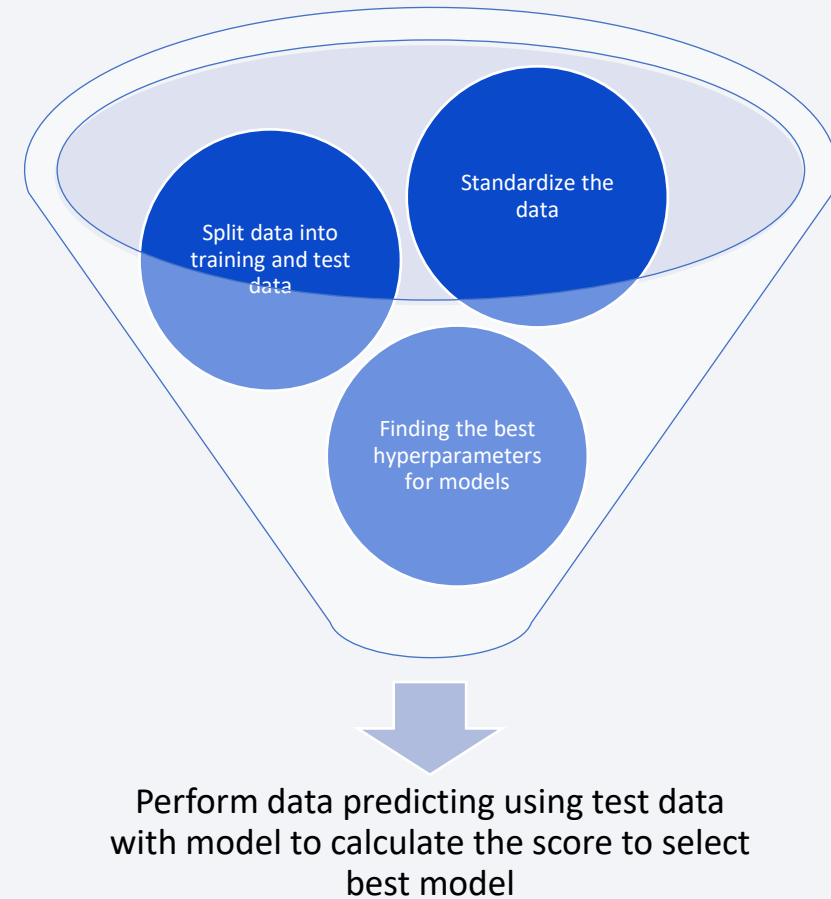 Standardize the
data
Split data into
training and test
data
Finding the best
hyperparameters
for models
Perform data predicting using test data
with model to calculate the score to select
best model